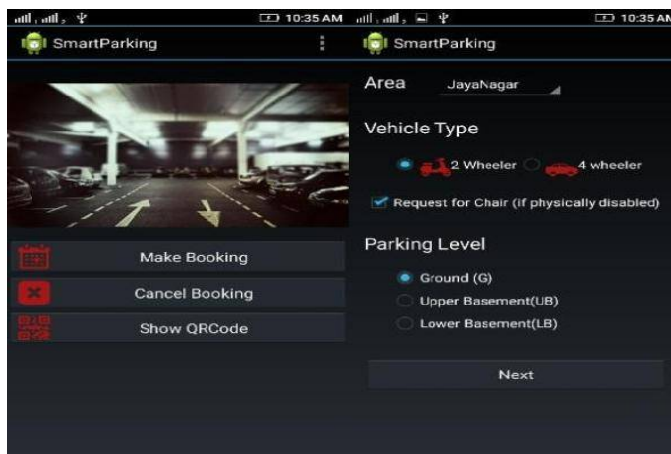 10:35 AM
SmartParking
Make Booking
Cancel Booking
Show QRCode
10:35 AM
SmartParking
Area JayaNagar
Vehicle Type
2 Wheeler 4 wheeler
Request for Chair (if physically disabled)
Parking Level
Ground (G)
Upper Basement(UB)
Lower Basement(LB)
Next